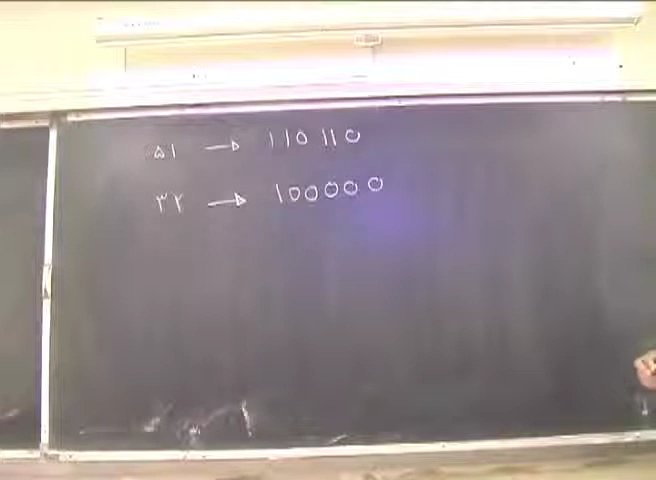 ۵۱ → 110110
۳۲ → 100000